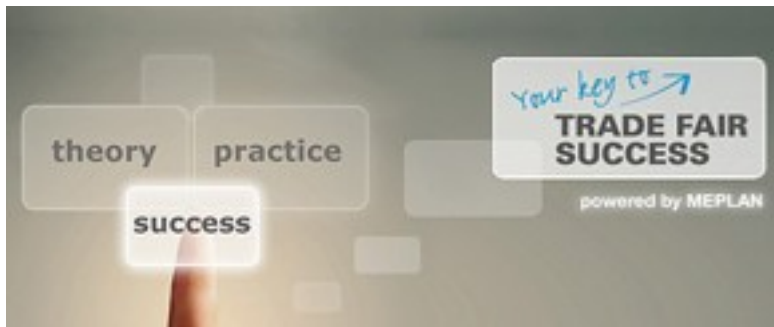 theory
practice
success
Your key to
TRADE FAIR
SUCCESS
powered by MEPLAN